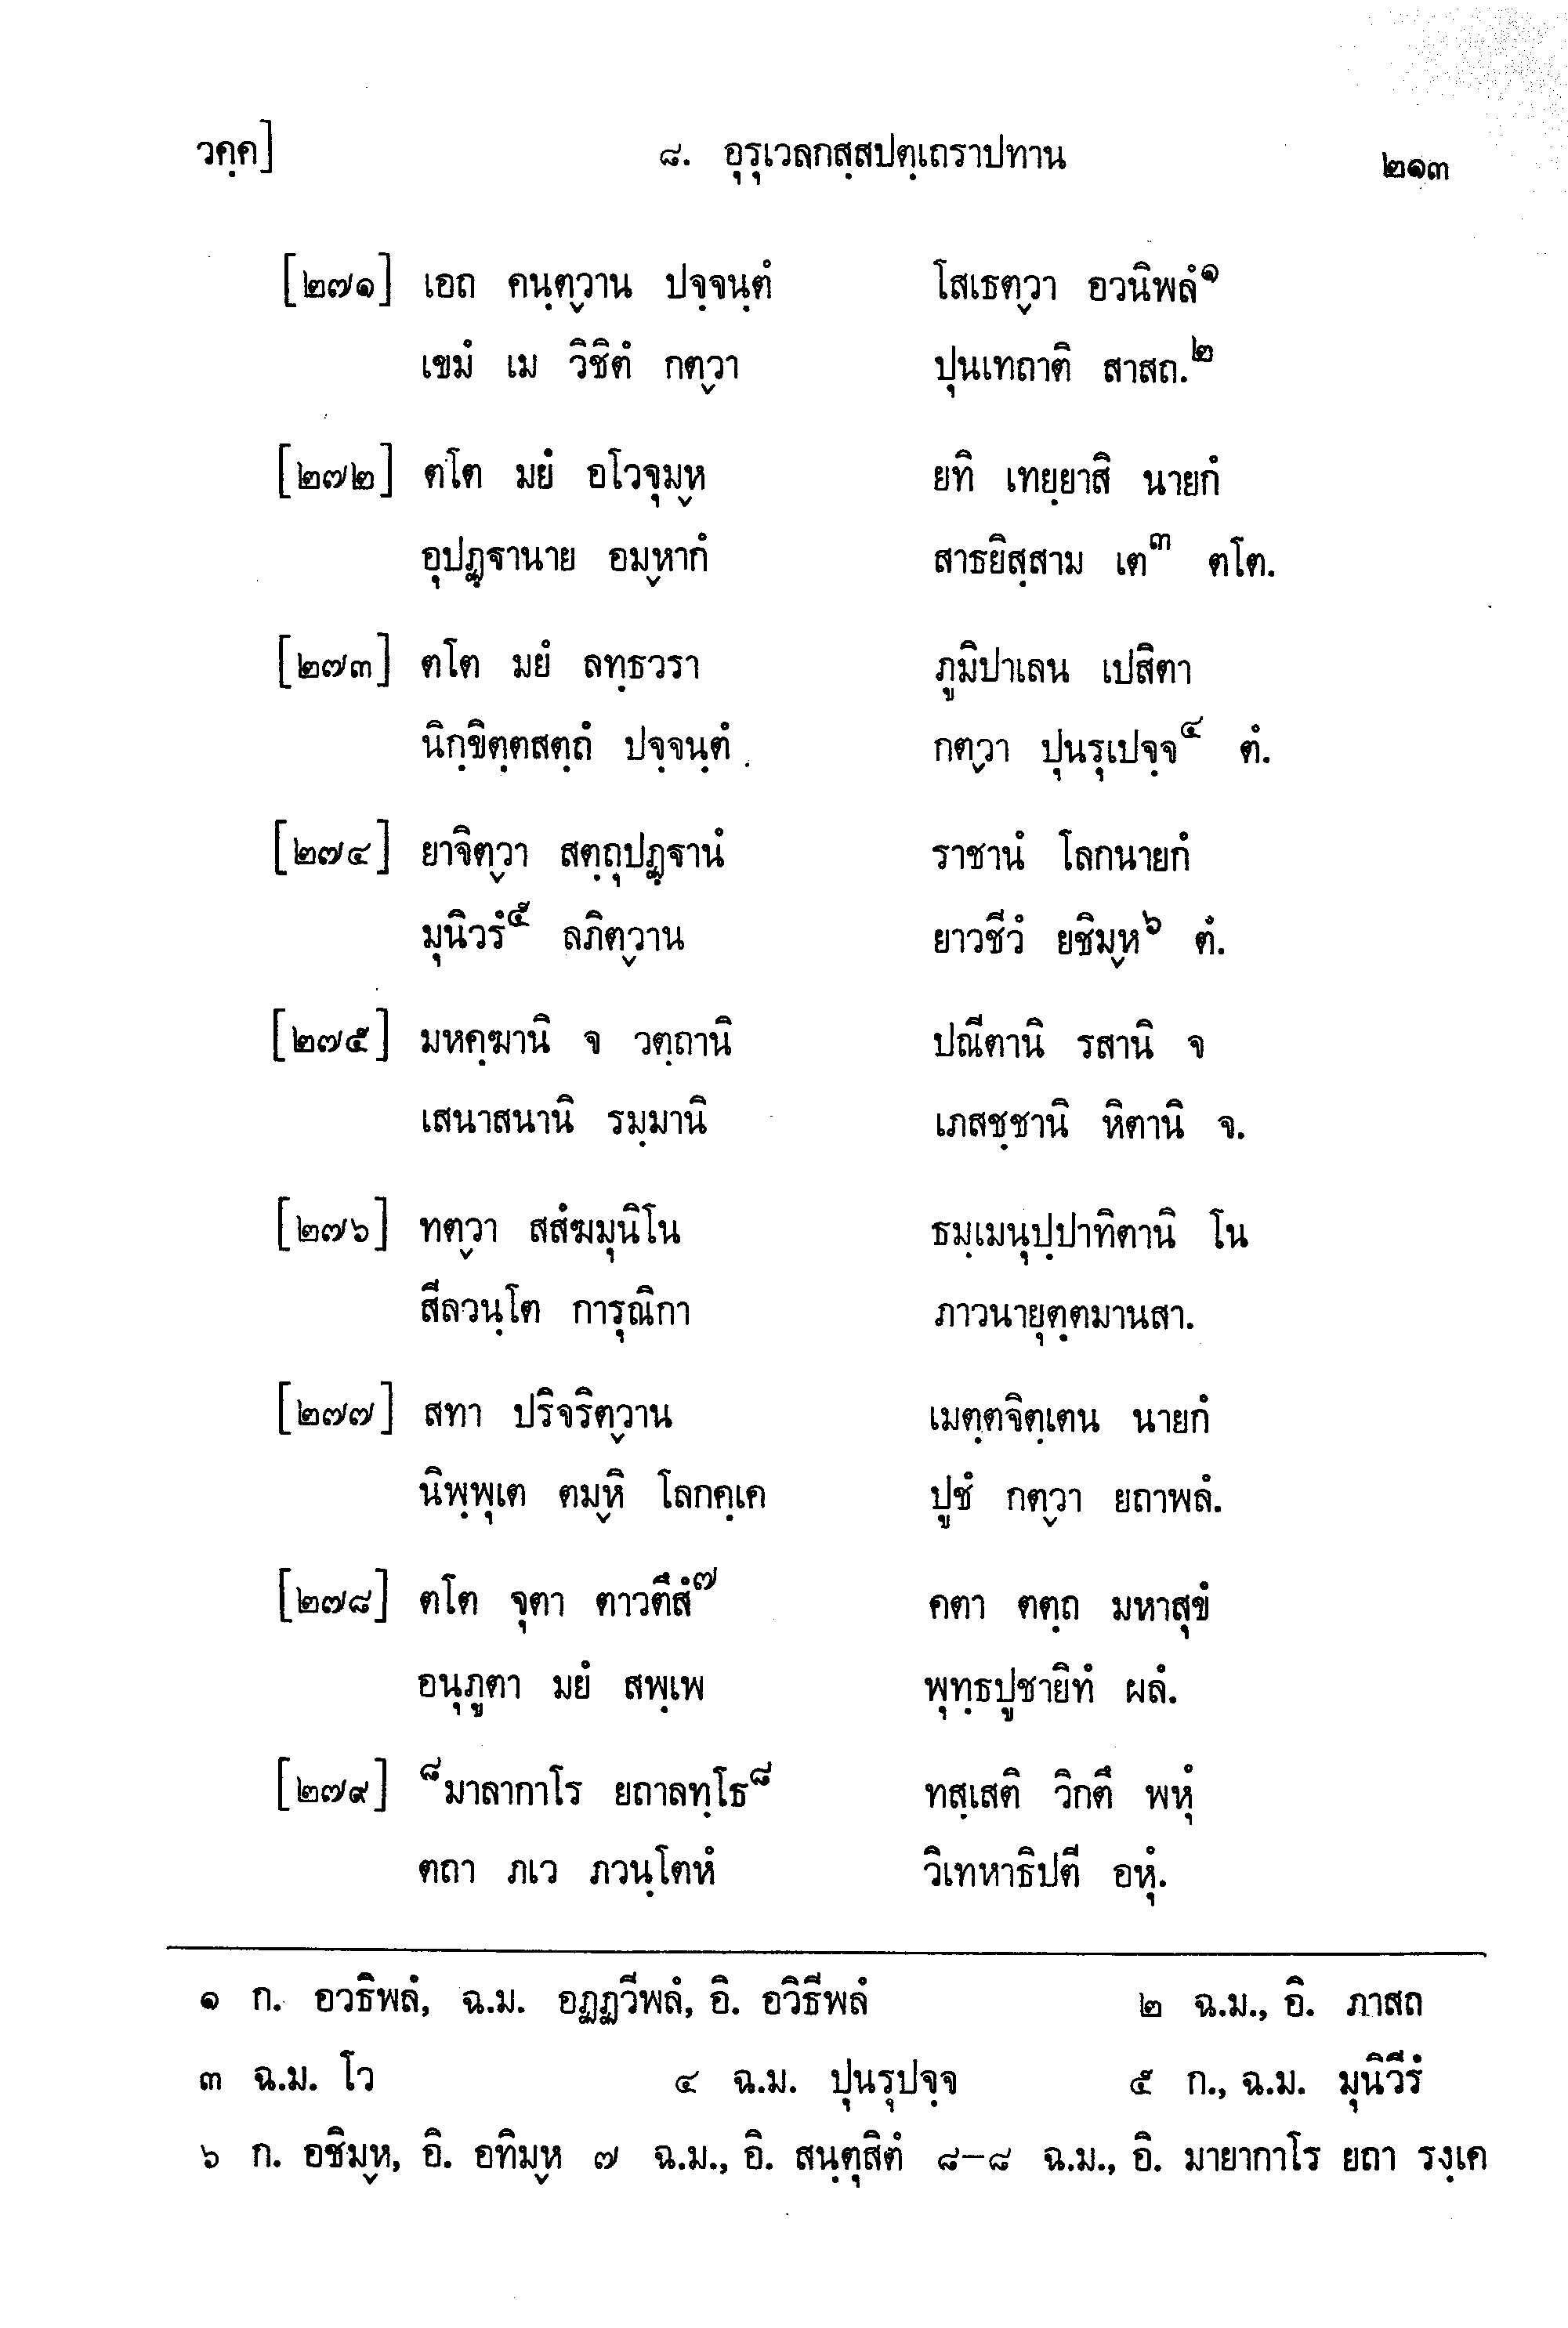 วคฺค]	๘. อุรุเวลกสฺสปตฺเถราปทาน	๒๑๓
[๒๗๑] เอถ คนฺตฺวาน ปจฺจนฺตํ	โสเธตฺวา อวนิพลํ๑
เขมํ เม วิชิตํ กตฺวา	ปุนเทถาติ สาสถ.๒
[๒๗๒] ตโต มยํ อโวจุมฺห	ยทิ เทยฺยาสิ นายกํ
อุปฏฺฐานาย อมฺหากํ	สาธยิสฺสาม เต๓ ตโต.
[๒๗๓] ตโต มยํ ลทฺธวรา	ภูมิปาเลน เปสิตา
นิกฺขิตฺตสตฺถํ ปจฺจนฺตํ	กตฺวา ปุนรุเปจฺจ๔ ตํ.
[๒๗๔] ยาจิตฺวา สตฺถุปฏฺฐานํ	ราชานํ โลกนายกํ
มุนิวรํ๕ ลภิตฺวาน	ยาวชีวํ ยชิมฺห๖ ตํ.
[๒๗๕] มหคฺฆานิ จ วตฺถานิ	ปณีตานิ รสานิ จ
เสนาสนานิ รมฺมานิ	เภสชฺชานิ หิตานิ จ.
[๒๗๖] ทตฺวา สสํฆมุนิโน	ธมฺเมนุปฺปาทิตานิ โน
สีลวนฺโต การุณิกา	ภาวนายุตฺตมานสา.
[๒๗๗] สทา ปริจริตฺวาน	เมตฺตจิตฺเตน นายกํ
นิพฺพุเต ตมฺหิ โลกคฺเค	ปูชํ กตฺวา ยถาพลํ.
[๒๗๘] ตโต จุตา ตาวตึสํ๗	คตา ตตฺถ มหาสุขํ
อนุภูตา มยํ สพฺเพ	พุทฺธปูชายิทํ ผลํ.
[๒๗๙] ๘มาลากาโร ยถาลทฺโธ๘	ทสฺเสติ วิกตึ พหุํ
ตถา ภเว ภวนฺโตหํ	วิเทหาธิปตี อหุํ.
๑ ก. อวธิพลํ, ฉ.ม. อฏฺฏวีพลํ, อิ. อวิธีพลํ	๒ ฉ.ม., อิ. ภาสถ
๓ ฉ.ม. โว	๔ ฉ.ม. ปุนรุปจฺจ	๕ ก., ฉ.ม. มุนิวีรํ
๖ ก. อชิมฺห, อิ. อทิมฺห ๗ ฉ.ม., อิ. สนฺตุสิตํ ๘-๘ ฉ.ม., อิ. มายากาโร ยถา รงฺเค